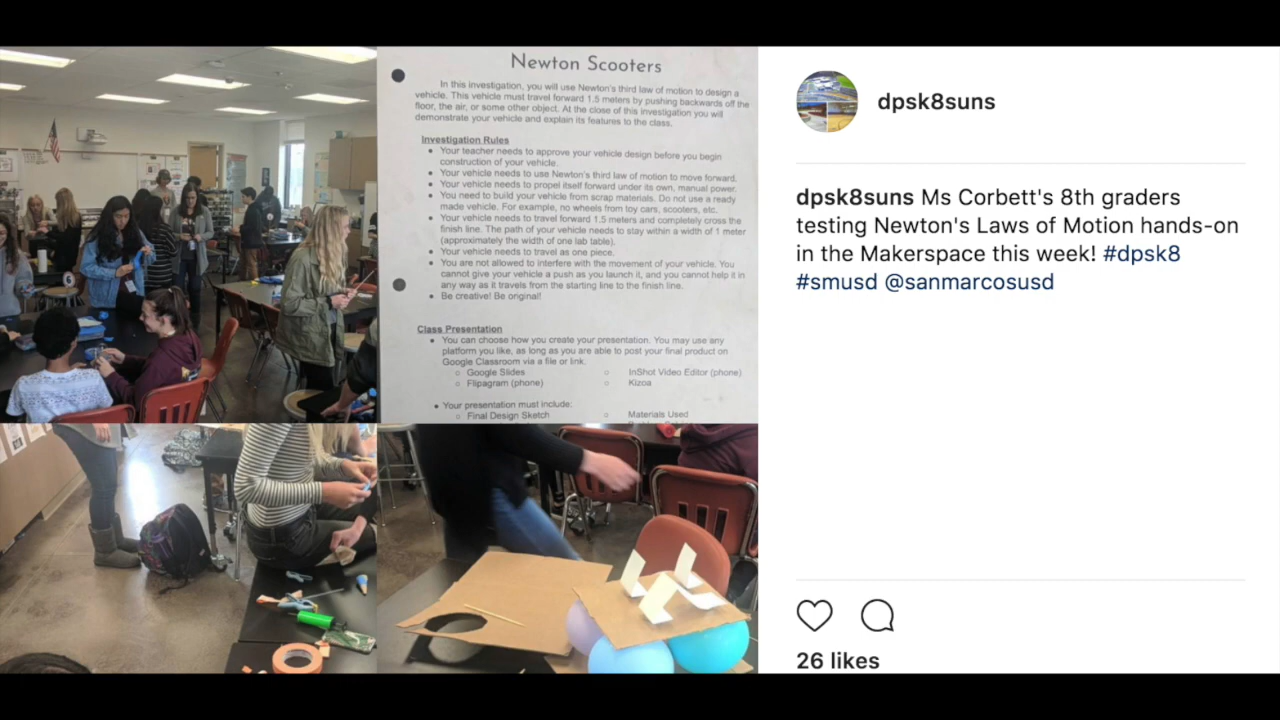 Newton Scooters
In this investigation, you will use Newton's third law of motion to design a
vehicle. This vehicle must travel forward 1.5 meters by pushing backwards off the
floor, the air, or some other object. At the close of this investigation you will
demonstrate your vehicle and explain its features to the class.
Investigation Rules
• Your teacher needs to approve your vehicle design before you begin
construction of your vehicle.
• Your vehicle needs to use Newton's third law of motion to move forward.
• Your vehicle needs to propel itself forward under its own, manual power.
• You need to build your vehicle from scrap materials. Do not use a ready
made vehicle. For example, no wheels from toy cars, scooters, etc.
• Your vehicle needs to travel forward 1.5 meters and completely cross the
finish line. The path of your vehicle needs to stay within a width of 1 meter
(approximately the width of one lab table).
• Your vehicle needs to travel as one piece.
• You are not allowed to interfere with the movement of your vehicle. You
cannot give your vehicle a push as you launch it, and you cannot help it in
any way as it travels from the starting line to the finish line.
• Be creative! Be original!
Class Presentation
• You can choose how you create your presentation. You may use any
platform you like, as long as you are able to post your final product on
Google Classroom via a file or link.
○ Google Slides ○ InShot Video Editor (phone)
○ Flipagram (phone) ○ Kizoa
• Your presentation must include:
○ Final Design Sketch ○ Materials Used
dpsk8suns
dpsk8suns Ms Corbett's 8th graders
testing Newton's Laws of Motion hands-on
in the Makerspace this week! #dpsk8
#smusd @sanmarcosusd
26 likes